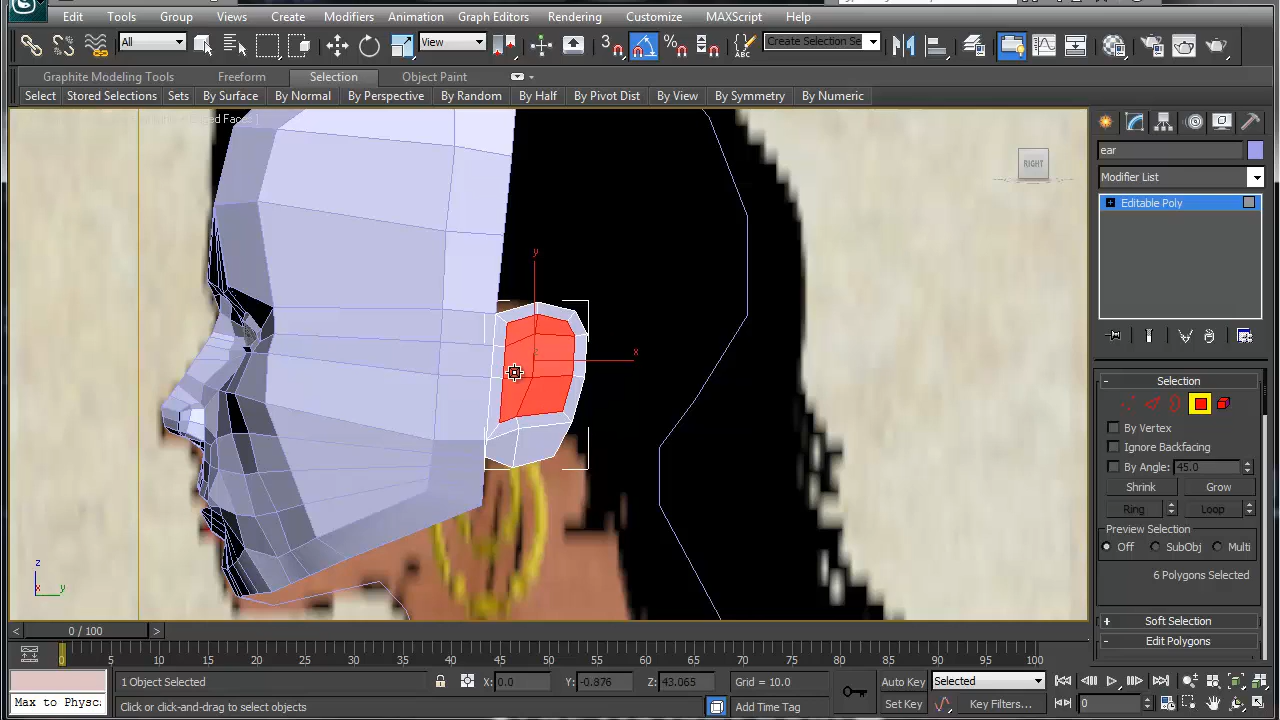 Edit Tools Group Views Create Modifiers Animation Graph Editors Rendering Customize MAXScript Help
All View 3 ABC Create Selection Se
Graphite Modeling Tools Freeform Selection Object Paint
Select Stored Selections Sets By Surface By Normal By Perspective By Random By Half By Pivot Dist By View By Symmetry By Numeric
RIGHT
y
x
z
x y
ear
Modifier List
Editable Poly
- Selection
By Vertex
Ignore Backfacing
By Angle: 45.0
Shrink Grow
Ring Loop
Preview Selection
Off SubObj Multi
6 Polygons Selected
+ Soft Selection
- Edit Polygons
< 0 / 100 >
0 5 10 15 20 25 30 35 40 45 50 55 60 65 70 75 80 85 90 95 100
1 Object Selected X: 0.0 Y: -0.876 Z: 43.065 Grid = 10.0 Auto Key Selected
Max to Physca Click or click-and-drag to select objects Add Time Tag Set Key Key Filters... 0